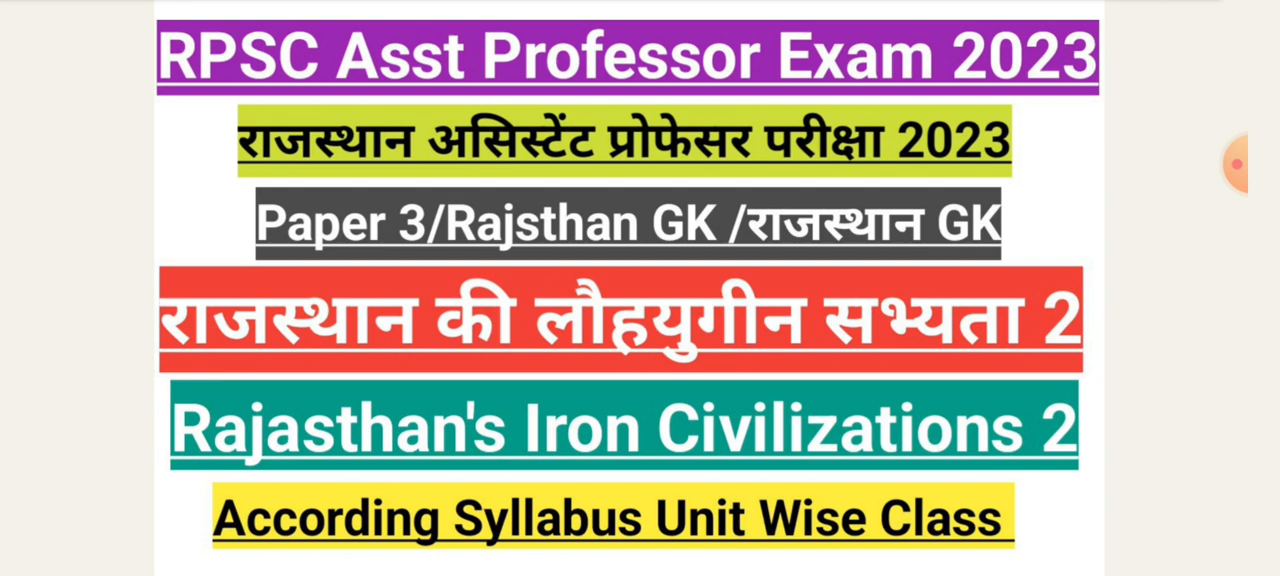 RPSC Asst Professor Exam 2023
राजस्थान असिस्टेंट प्रोफेसर परीक्षा 2023
Paper 3/Rajsthan GK /राजस्थान GK
राजस्थान की लौहयुगीन सभ्यता 2
Rajasthan's Iron Civilizations 2
According Syllabus Unit Wise Class